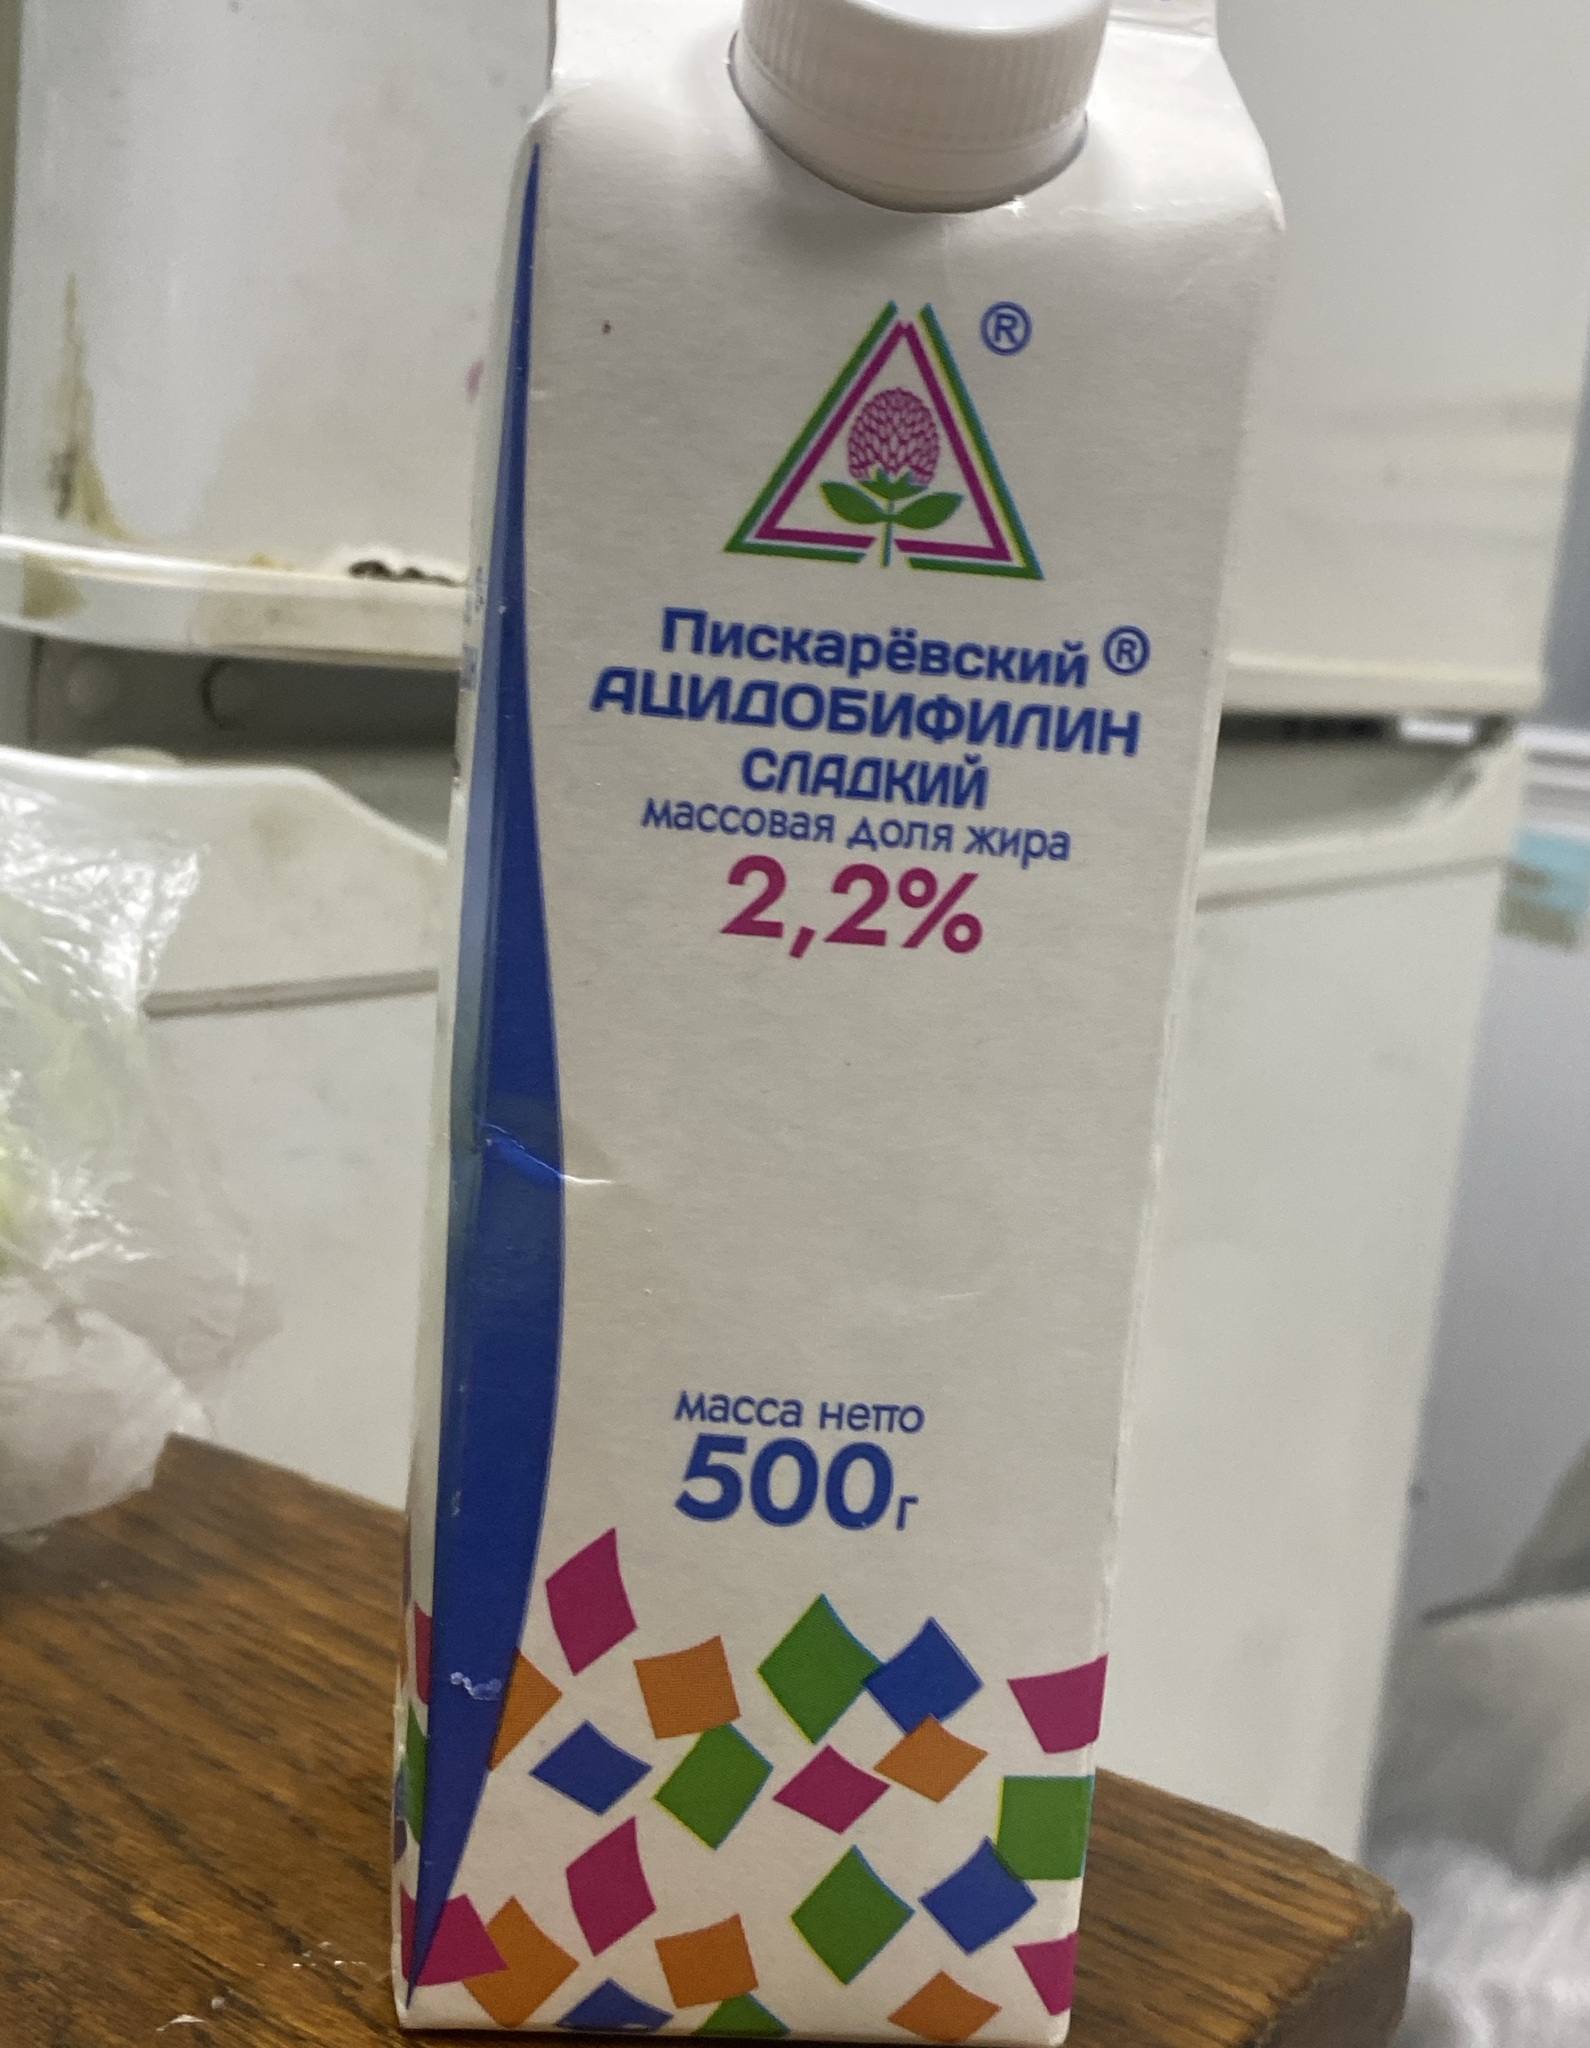 ®
Пискарёвский ®
АЦИДОБИФИЛИН
СЛАДКИЙ
массовая доля жира
2,2%
масса нетто
500г